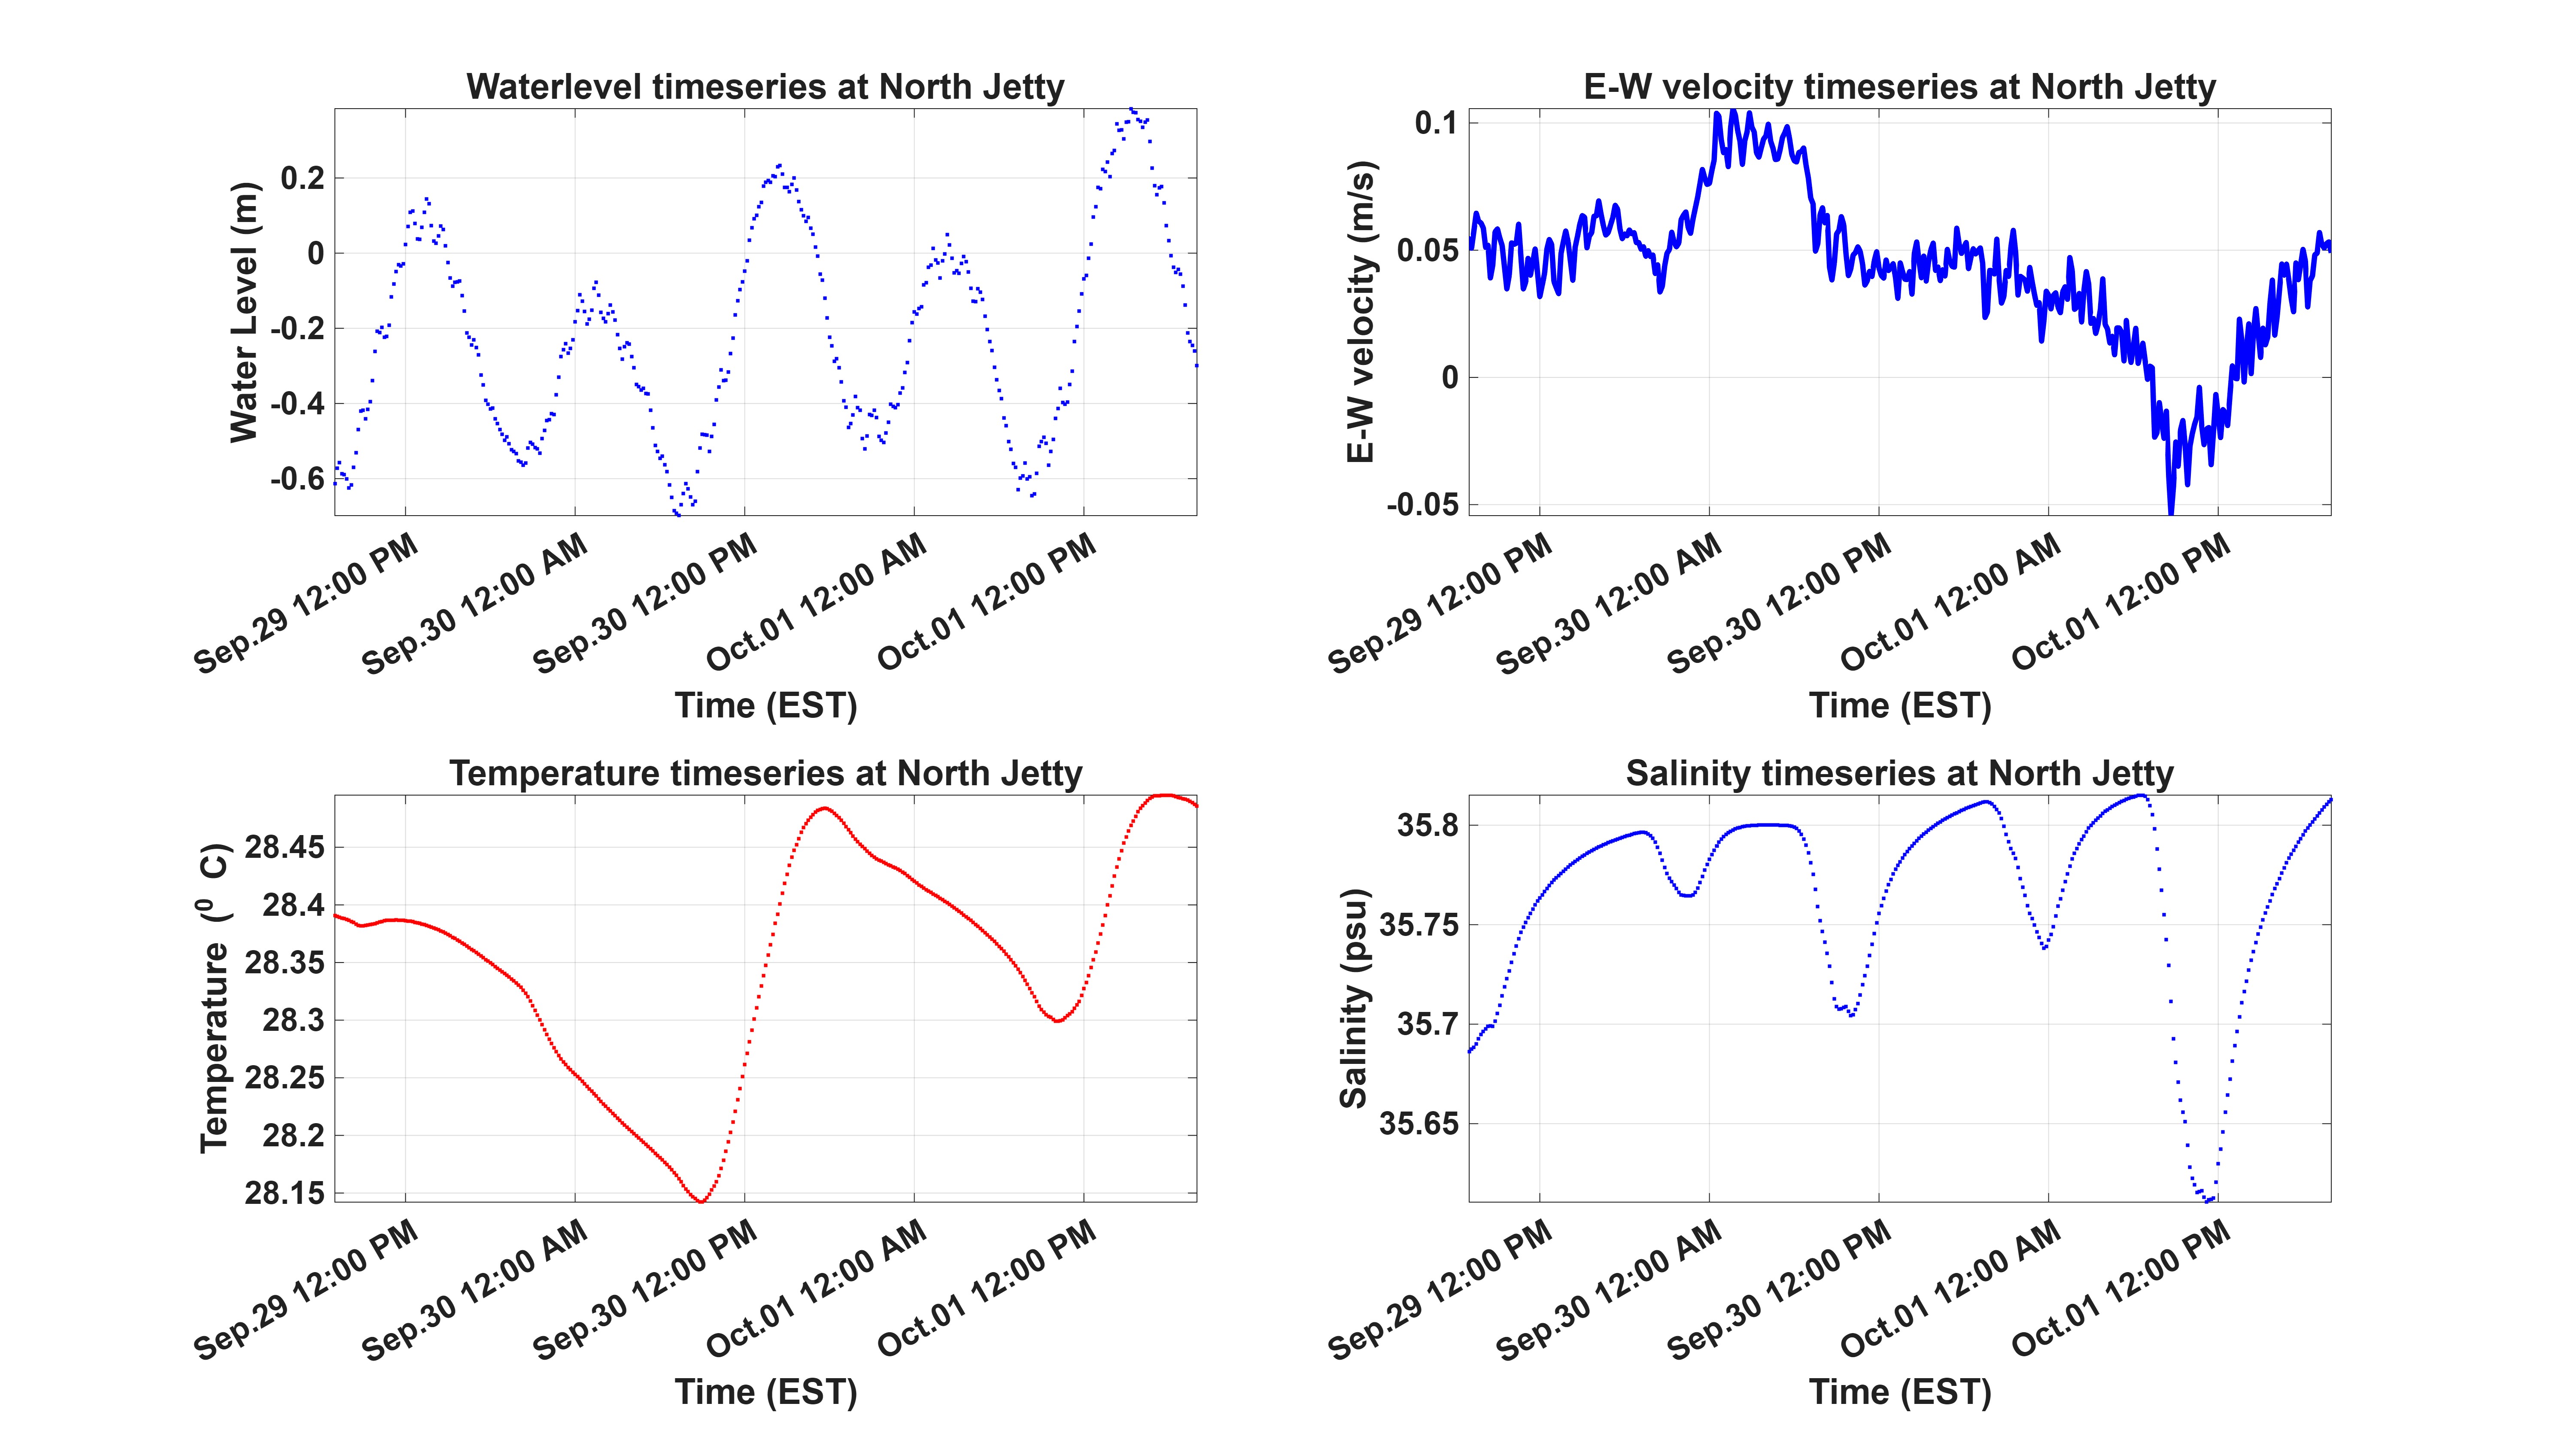 Waterlevel timeseries at North Jetty
Water Level (m)
0.2
0
-0.2
-0.4
-0.6
Sep.29 12:00 PM
Sep.30 12:00 AM
Sep.30 12:00 PM
Oct.01 12:00 AM
Oct.01 12:00 PM
Time (EST)
E-W velocity timeseries at North Jetty
E-W velocity (m/s)
0.1
0.05
0
-0.05
Sep.29 12:00 PM
Sep.30 12:00 AM
Sep.30 12:00 PM
Oct.01 12:00 AM
Oct.01 12:00 PM
Time (EST)
Temperature timeseries at North Jetty
Temperature (⁰ C)
28.45
28.4
28.35
28.3
28.25
28.2
28.15
Sep.29 12:00 PM
Sep.30 12:00 AM
Sep.30 12:00 PM
Oct.01 12:00 AM
Oct.01 12:00 PM
Time (EST)
Salinity timeseries at North Jetty
Salinity (psu)
35.8
35.75
35.7
35.65
Sep.29 12:00 PM
Sep.30 12:00 AM
Sep.30 12:00 PM
Oct.01 12:00 AM
Oct.01 12:00 PM
Time (EST)